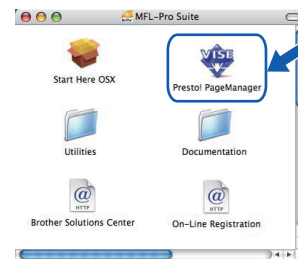 MFL-Pro Suite
VISE
Start Here OSX
Presto! PageManager
Utilities
Documentation
@
HTTP
@
HTTP
Brother Solutions Center
On-Line Registration